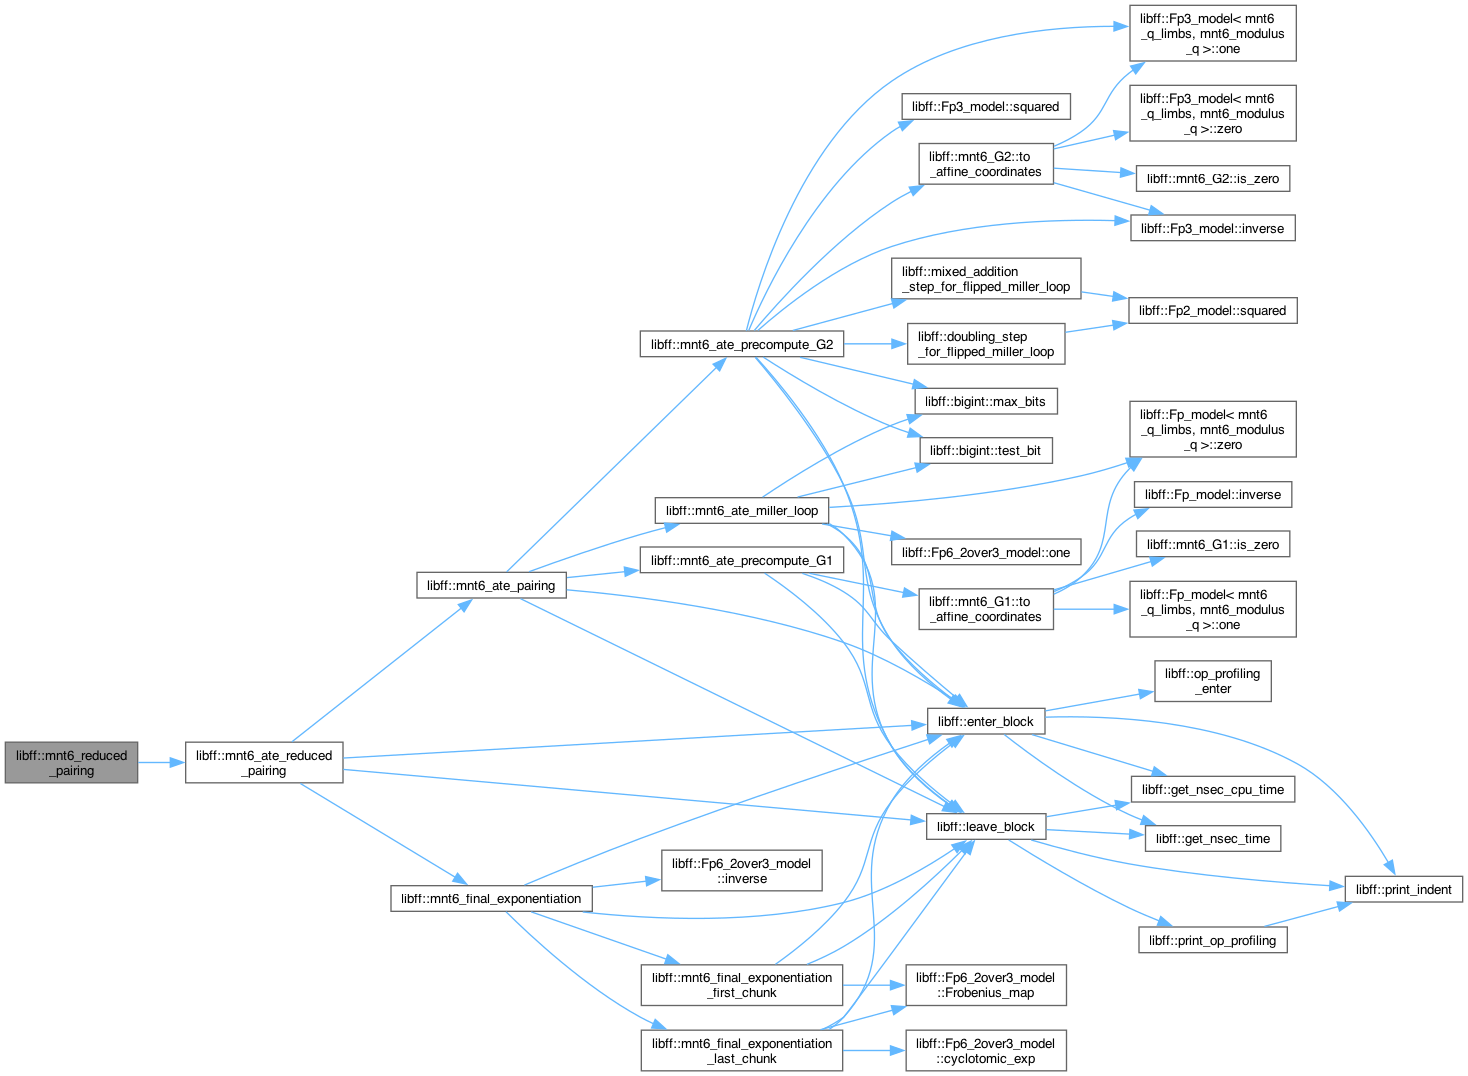 libff::mnt6_reduced
_pairing
libff::mnt6_ate_reduced
_pairing
libff::mnt6_ate_pairing
libff::mnt6_final_exponentiation
libff::mnt6_ate_precompute_G2
libff::mnt6_ate_miller_loop
libff::mnt6_ate_precompute_G1
libff::Fp6_2over3_model
::inverse
libff::mnt6_final_exponentiation
_first_chunk
libff::mnt6_final_exponentiation
_last_chunk
libff::Fp3_model::squared
libff::mnt6_G2::to
_affine_coordinates
libff::mixed_addition
_step_for_flipped_miller_loop
libff::doubling_step
_for_flipped_miller_loop
libff::bigint::max_bits
libff::bigint::test_bit
libff::Fp6_2over3_model::one
libff::mnt6_G1::to
_affine_coordinates
libff::enter_block
libff::leave_block
libff::Fp6_2over3_model
::Frobenius_map
libff::Fp6_2over3_model
::cyclotomic_exp
libff::Fp3_model< mnt6
_q_limbs, mnt6_modulus
_q >::one
libff::Fp3_model< mnt6
_q_limbs, mnt6_modulus
_q >::zero
libff::mnt6_G2::is_zero
libff::Fp3_model::inverse
libff::Fp2_model::squared
libff::Fp_model< mnt6
_q_limbs, mnt6_modulus
_q >::zero
libff::Fp_model::inverse
libff::mnt6_G1::is_zero
libff::Fp_model< mnt6
_q_limbs, mnt6_modulus
_q >::one
libff::op_profiling
_enter
libff::get_nsec_cpu_time
libff::get_nsec_time
libff::print_op_profiling
libff::print_indent